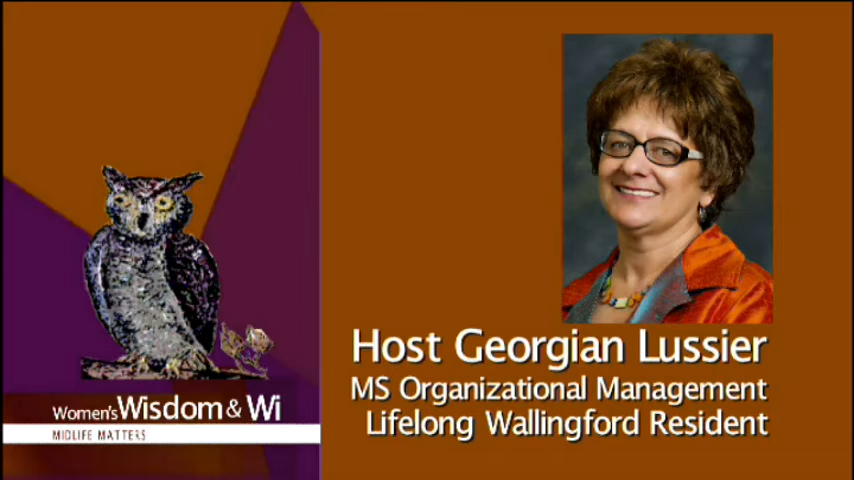 Women's Wisdom & Wi
MIDLIFE MATTERS
Host Georgian Lussier
MS Organizational Management
Lifelong Wallingford Resident